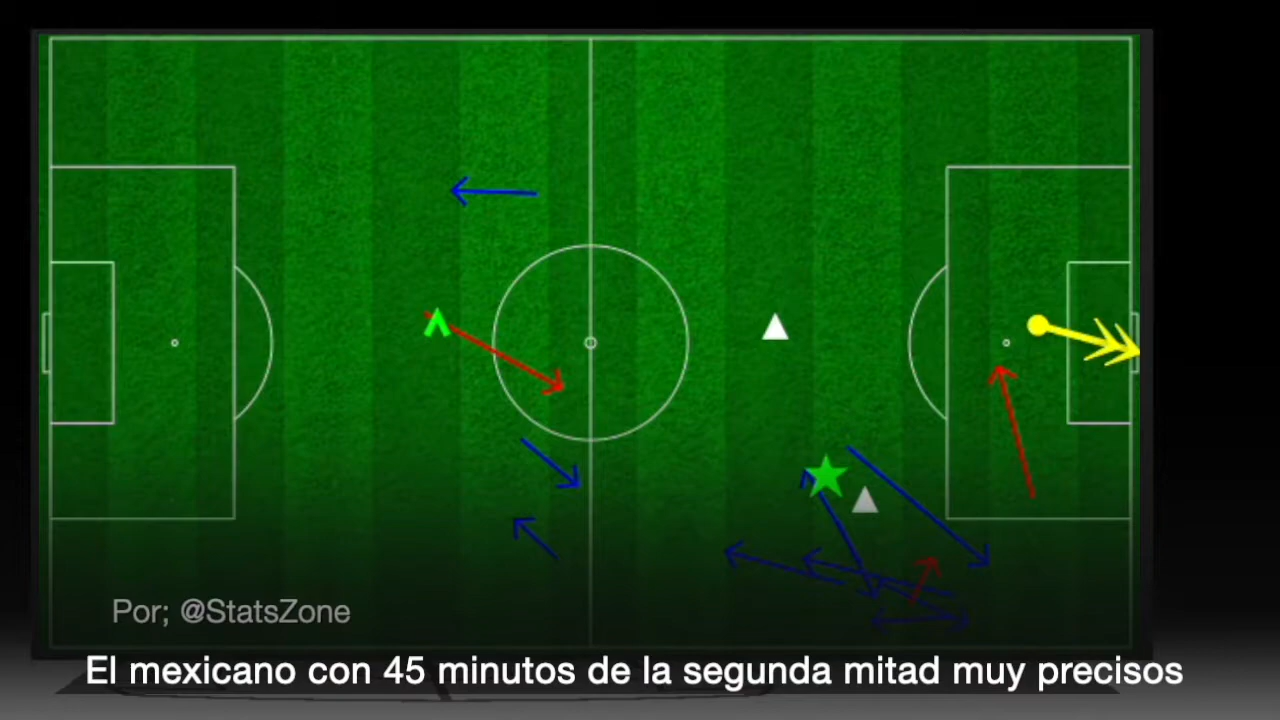 Por; @StatsZone
El mexicano con 45 minutos de la segunda mitad muy precisos